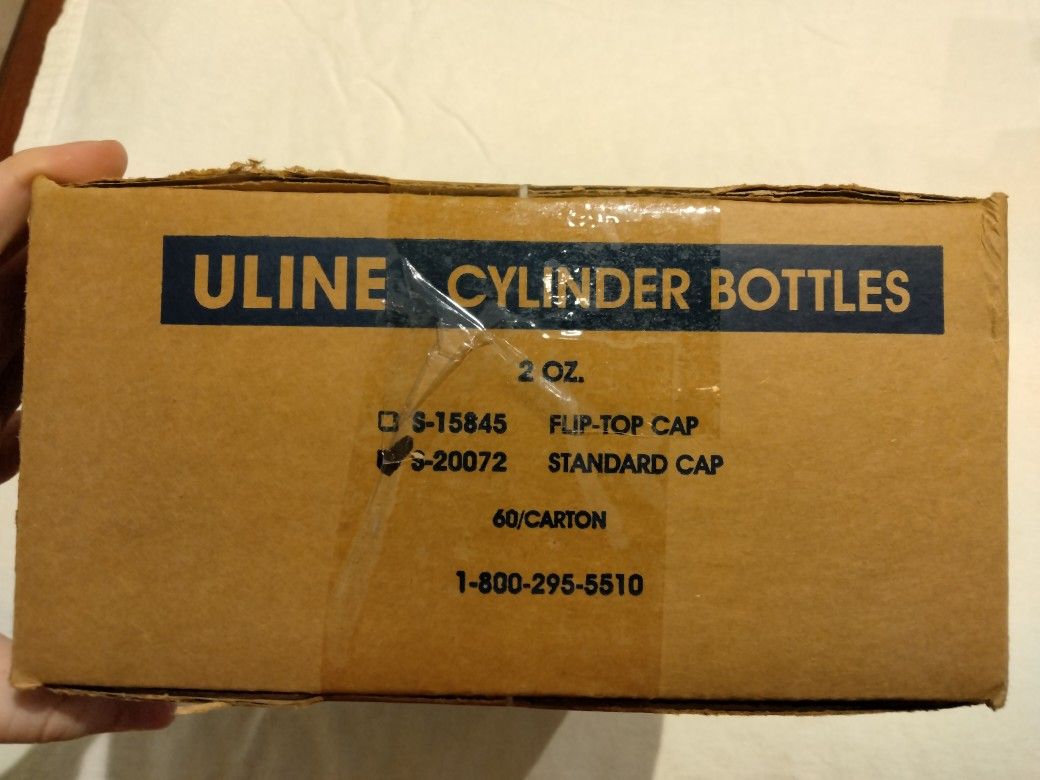 ULINE CYLINDER BOTTLES
2 OZ.
S-15845 FLIP-TOP CAP
S-20072 STANDARD CAP
60/CARTON
1-800-295-5510